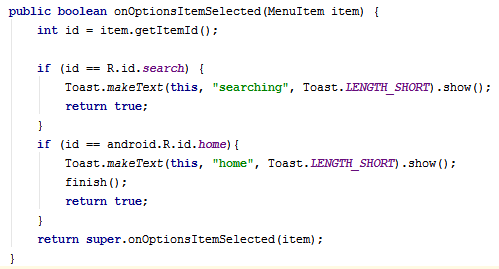 public boolean onOptionsItemSelected(MenuItem item) {
    int id = item.getItemId();

    if (id == R.id.search) {
        Toast.makeText(this, "searching", Toast.LENGTH_SHORT).show();
        return true;
    }
    if (id == android.R.id.home){
        Toast.makeText(this, "home", Toast.LENGTH_SHORT).show();
        finish();
        return true;
    }
    return super.onOptionsItemSelected(item);
}